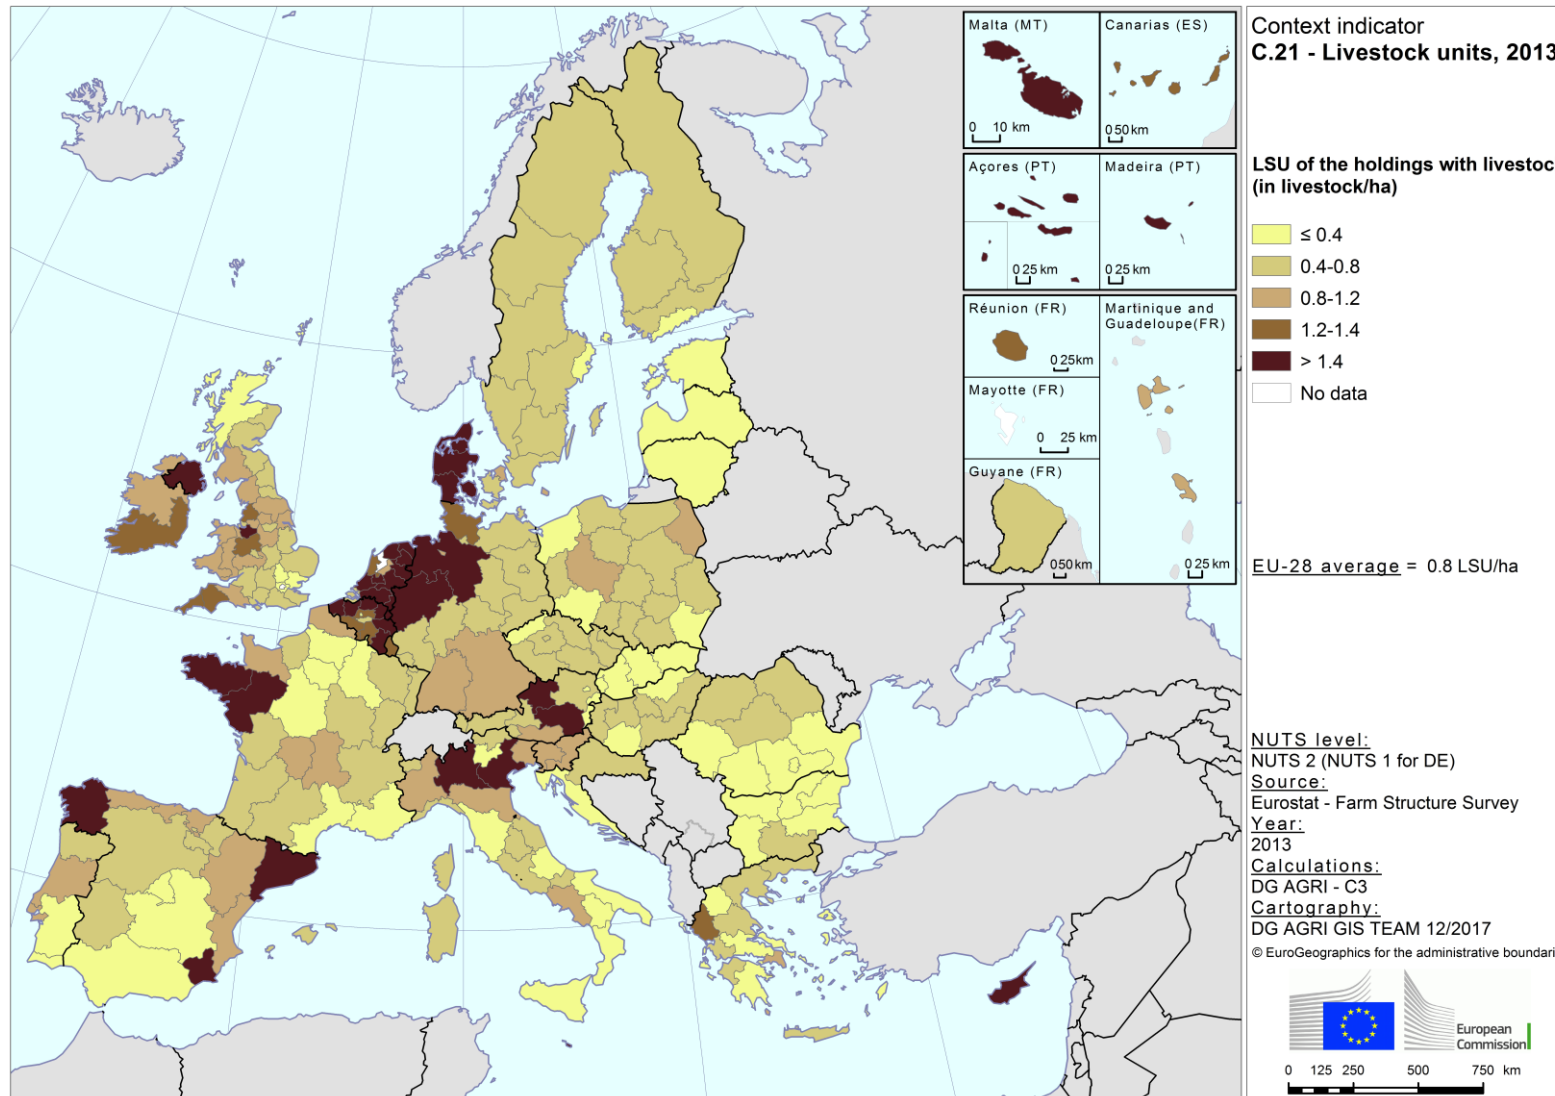 Malta (MT)
0 10 km
Canarias (ES)
0 50 km
Açores (PT)
0 25 km
Madeira (PT)
0 25 km
Réunion (FR)
0 25km
Martinique and
Guadeloupe(FR)
0 25 km
Mayotte (FR)
0 25 km
Guyane (FR)
0 50 km
Context indicator
C.21 - Livestock units, 2013
LSU of the holdings with livestoc
(in livestock/ha)
≤ 0.4
0.4-0.8
0.8-1.2
1.2-1.4
> 1.4
No data
EU-28 average = 0.8 LSU/ha
NUTS level:
NUTS 2 (NUTS 1 for DE)
Source:
Eurostat - Farm Structure Survey
Year:
2013
Calculations:
DG AGRI - C3
Cartography:
DG AGRI GIS TEAM 12/2017
© EuroGeographics for the administrative boundari
European
Commission
0 125 250 500 750 km